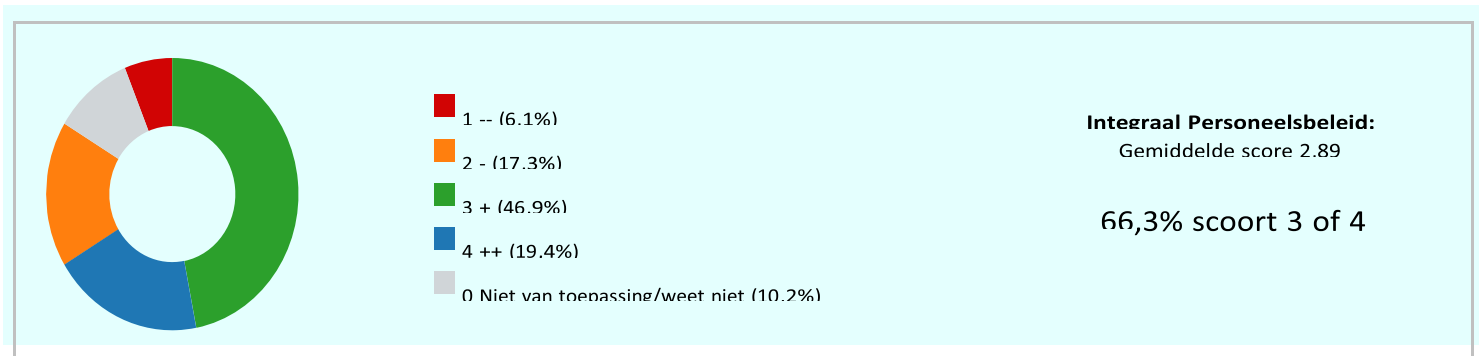 1 -- (6.1%)
2 - (17.3%)
3 + (46.9%)
4 ++ (19.4%)
0 Niet van toepassing/weet niet (10.2%)
Integraal Personeelsbeleid:
Gemiddelde score 2.89
66,3% scoort 3 of 4